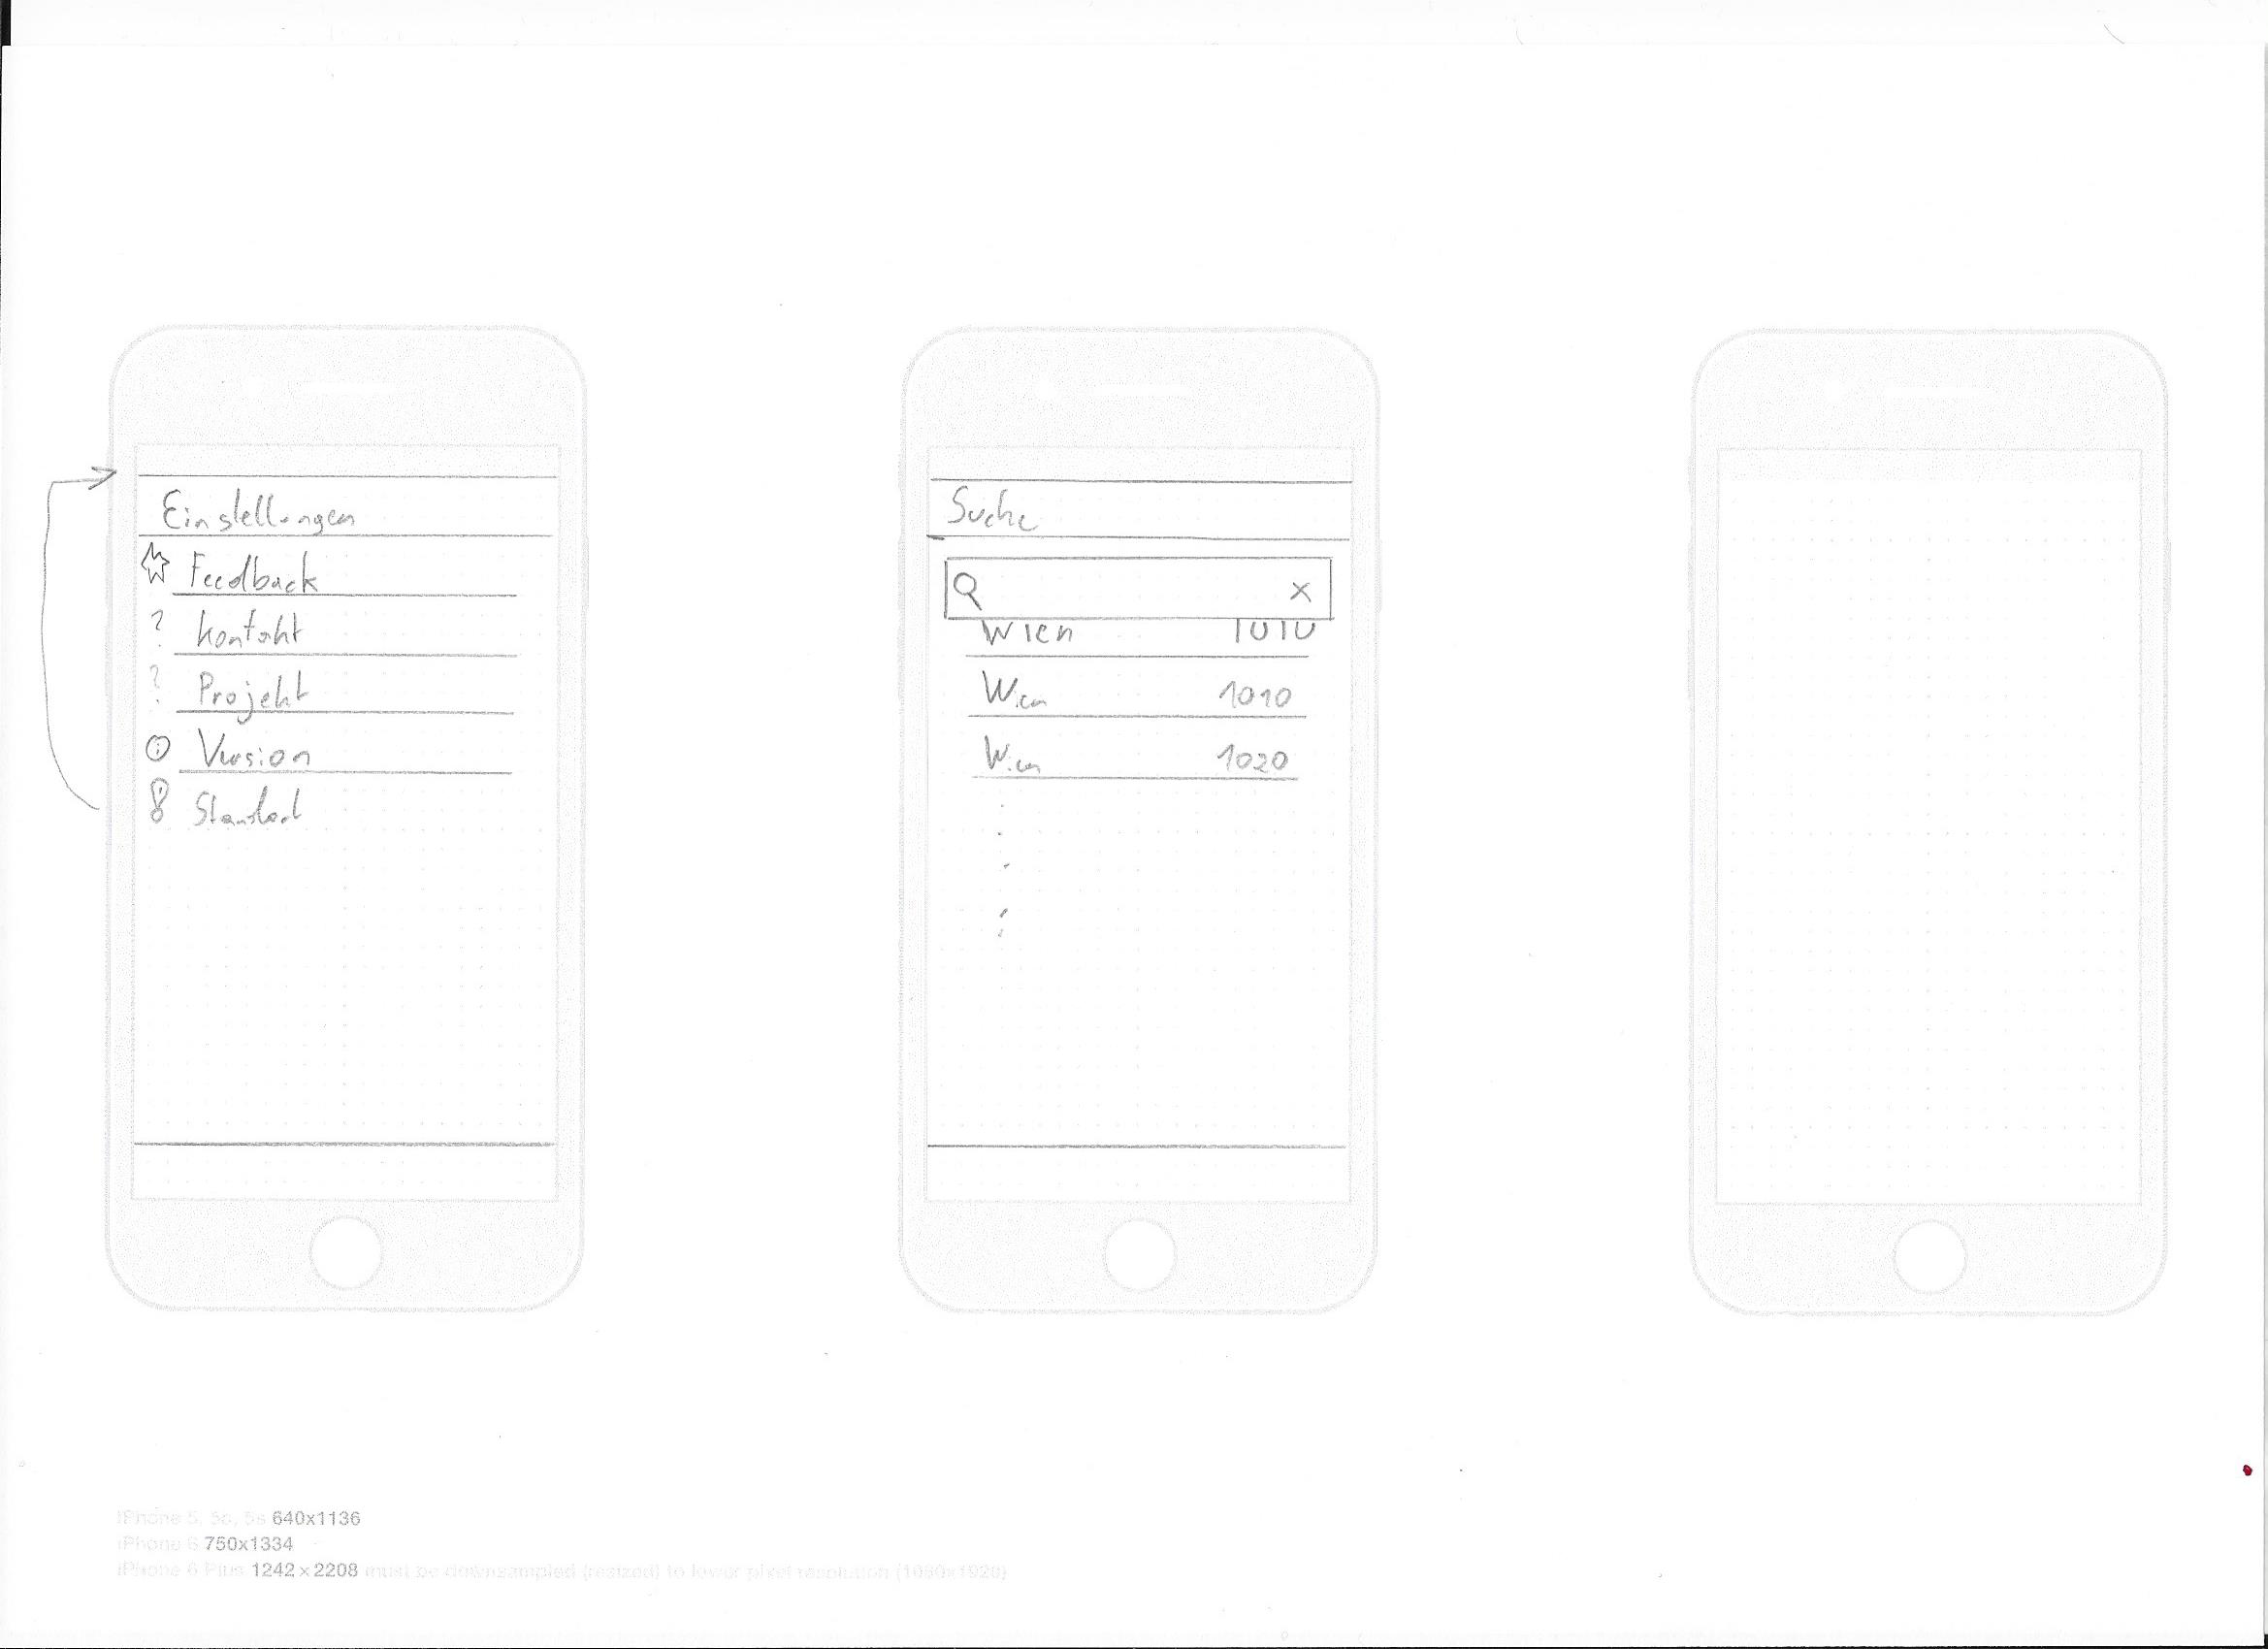 Einstellungen
Feedback
? Kontakt
? Projekt
Version
Standort
Suche
x
Wien 1010
Wien 1010
Wien 1020
iPhone 5, 5c, 5s 640x1136
iPhone 6 750x1334
iPhone 6 Plus 1242×2208 must be downsampled (resized) to lower pixel resolution (1080x1920)